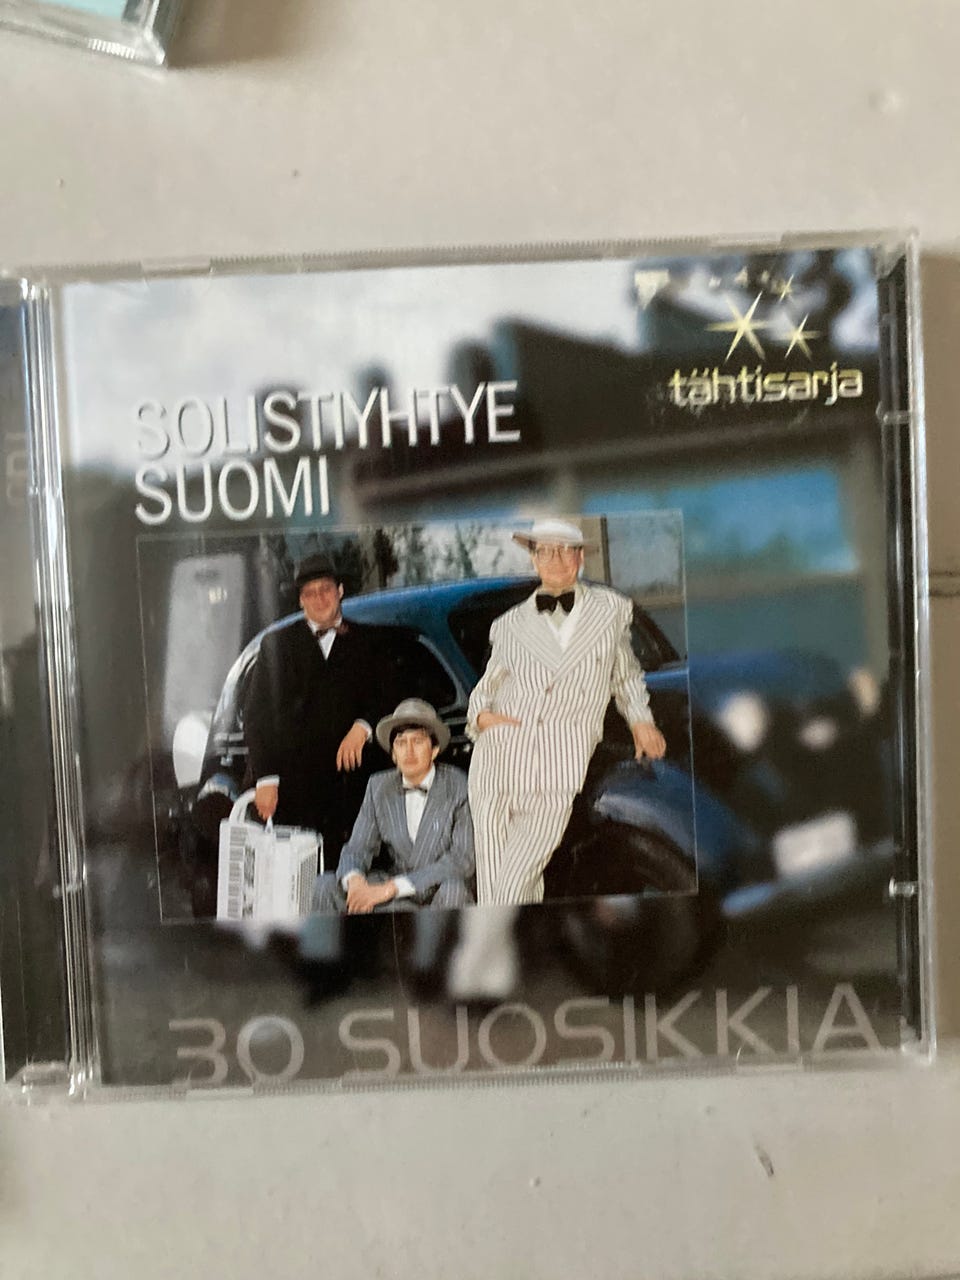 tähtisarja
SOLISTIYHTYE
SUOMI
30 SUOSIKKIA